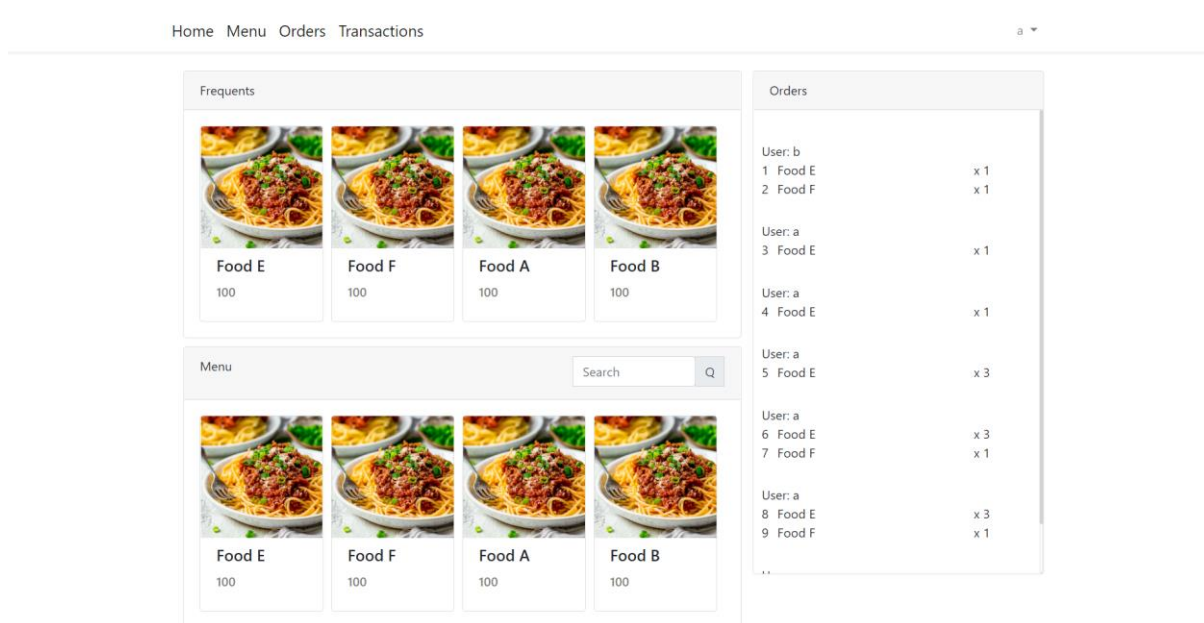 Home Menu Orders Transactions a
Frequents
Food E Food F Food A Food B
100 100 100 100
Menu Search
Food E Food F Food A Food B
100 100 100 100
Orders
User: b
1 Food E x 1
2 Food F x 1
User: a
3 Food E x 1
User: a
4 Food E x 1
User: a
5 Food E x 3
User: a
6 Food E x 3
7 Food F x 1
User: a
8 Food E x 3
9 Food F x 1